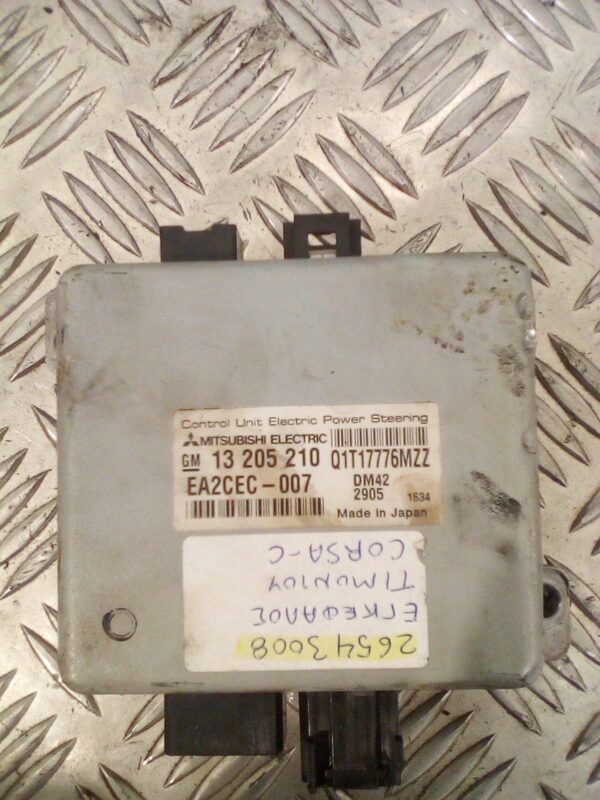 Control Unit Electric Power Steering
MITSUBISHI ELECTRIC
GM 13 205 210 Q1T17776MZZ
EA2CEC-007 DM42
2905 1634
Made in Japan
26543008
ΕΓΚΕΦΑΛΟΣ
ΤΙΜΟΝΙΟΥ
CORSA-C